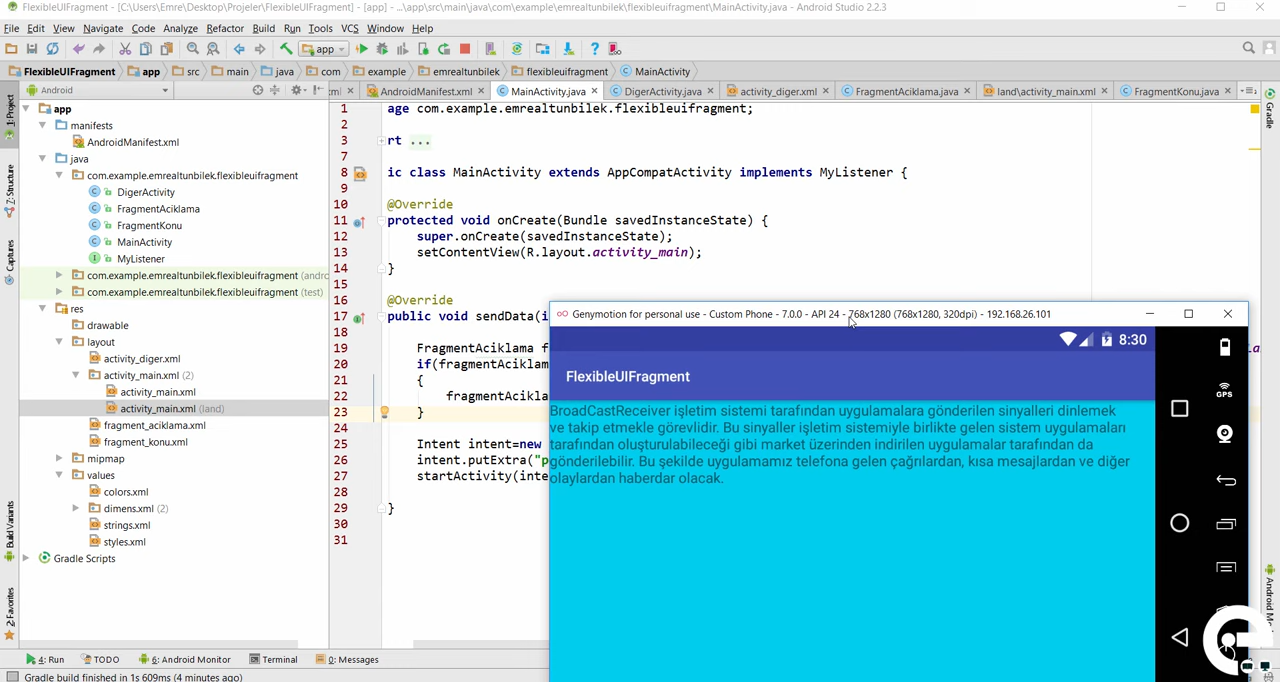 FlexibleUIFragment - [C:\Users\Emre\Desktop\Projeler\FlexibleUIFragment] - [app] - ...\app\src\main\java\com\example\emrealtunbilek\flexibleuifragment\MainActivity.java - Android Studio 2.2.3
File Edit View Navigate Code Analyze Refactor Build Run Tools VCS Window Help
app
FlexibleUIFragment app src main java com example emrealtunbilek flexibleuifragment MainActivity
Android
xml AndroidManifest.xml MainActivity.java DigerActivity.java activity_diger.xml FragmentAciklama.java land\activity_main.xml FragmentKonu.java
1: Project
Z: Structure
Captures
Build Variants
2: Favorites
Gradle
app
manifests
AndroidManifest.xml
java
com.example.emrealtunbilek.flexibleuifragment
DigerActivity
FragmentAciklama
FragmentKonu
MainActivity
MyListener
com.example.emrealtunbilek.flexibleuifragment (andro
com.example.emrealtunbilek.flexibleuifragment (test)
res
drawable
layout
activity_diger.xml
activity_main.xml (2)
activity_main.xml
activity_main.xml (land)
fragment_aciklama.xml
fragment_konu.xml
mipmap
values
colors.xml
dimens.xml (2)
strings.xml
styles.xml
Gradle Scripts
1 age com.example.emrealtunbilek.flexibleuifragment;
2
3 rt ...
7
8 ic class MainActivity extends AppCompatActivity implements MyListener {
9
10 @Override
11 protected void onCreate(Bundle savedInstanceState) {
12 super.onCreate(savedInstanceState);
13 setContentView(R.layout.activity_main);
14 }
15
16 @Override
17 public void sendData(i
18
19 FragmentAciklama f
20 if(fragmentAciklam
21 {
22 fragmentAcikla
23 }
24
25 Intent intent=new
26 intent.putExtra("p
27 startActivity(inte
28
29 }
30
31
Genymotion for personal use - Custom Phone - 7.0.0 - API 24 - 768x1280 (768x1280, 320dpi) - 192.168.26.101
8:30
FlexibleUIFragment
BroadCastReceiver işletim sistemi tarafından uygulamalara gönderilen sinyalleri dinlemek
ve takip etmekle görevlidir. Bu sinyaller işletim sistemiyle birlikte gelen sistem uygulamaları
tarafından oluşturulabileceği gibi market üzerinden indirilen uygulamalar tarafından da
gönderilebilir. Bu şekilde uygulamamız telefona gelen çağrılardan, kısa mesajlardan ve diğer
olaylardan haberdar olacak.
GPS
4: Run TODO 6: Android Monitor Terminal 0: Messages
Gradle build finished in 1s 609ms (4 minutes ago)